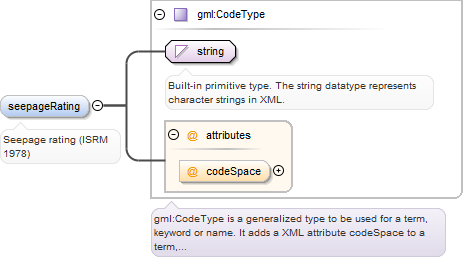 gml:CodeType
string
Built-in primitive type. The string datatype represents
character strings in XML.
seepageRating
Seepage rating (ISRM
1978)
@ attributes
@ codeSpace
gml:CodeType is a generalized type to be used for a term,
keyword or name. It adds a XML attribute codeSpace to a
term,...